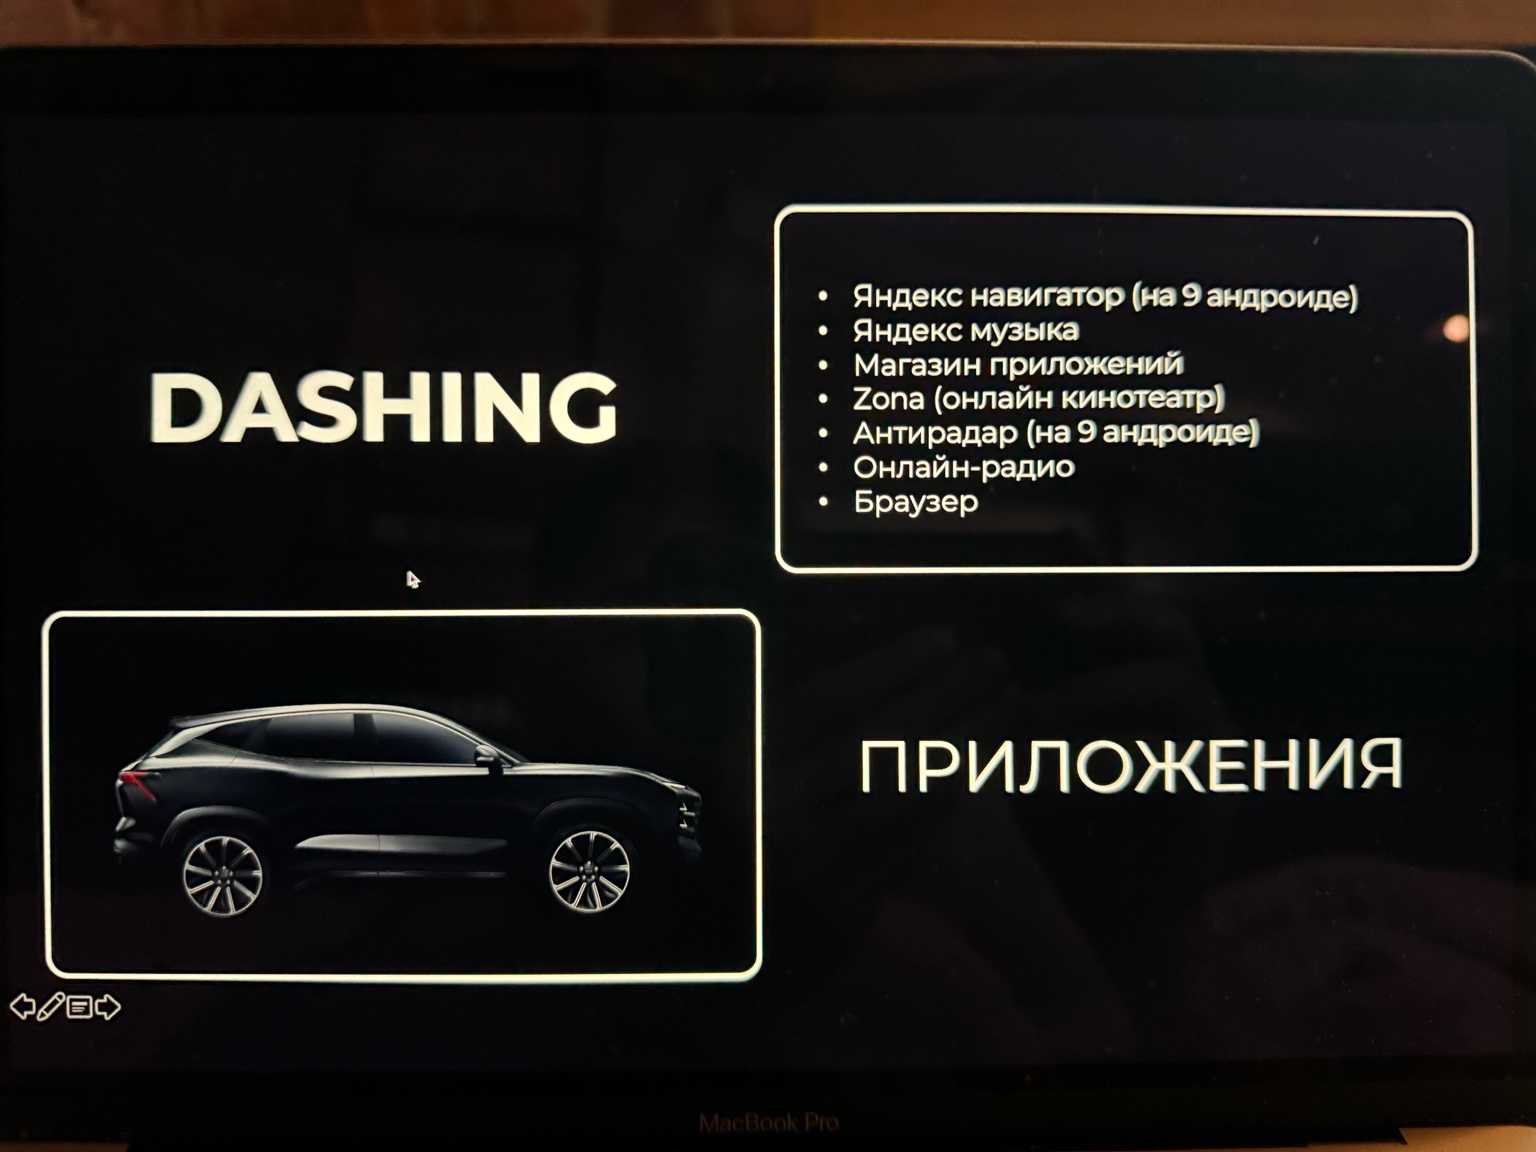 DASHING
• Яндекс навигатор (на 9 андроиде)
• Яндекс музыка
• Магазин приложений
• Zona (онлайн кинотеатр)
• Антирадар (на 9 андроиде)
• Онлайн-радио
• Браузер
ПРИЛОЖЕНИЯ
MacBook Pro